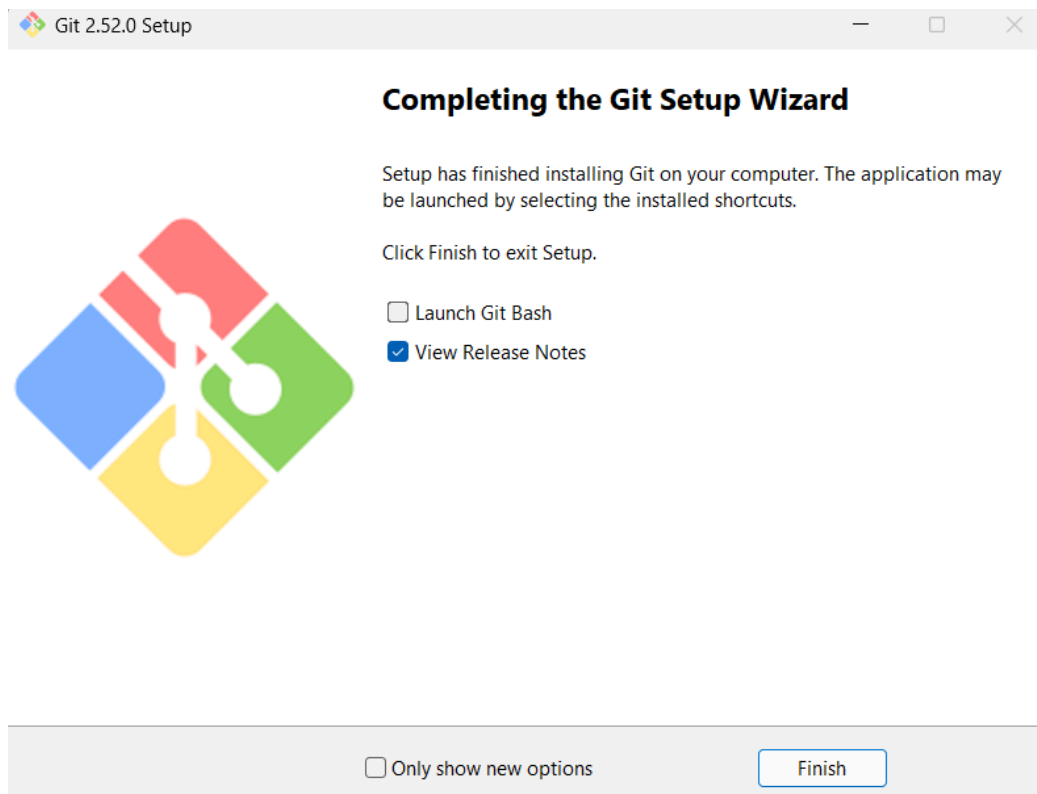 Git 2.52.0 Setup
Completing the Git Setup Wizard
Setup has finished installing Git on your computer. The application may
be launched by selecting the installed shortcuts.
Click Finish to exit Setup.
Launch Git Bash
View Release Notes
Only show new options
Finish